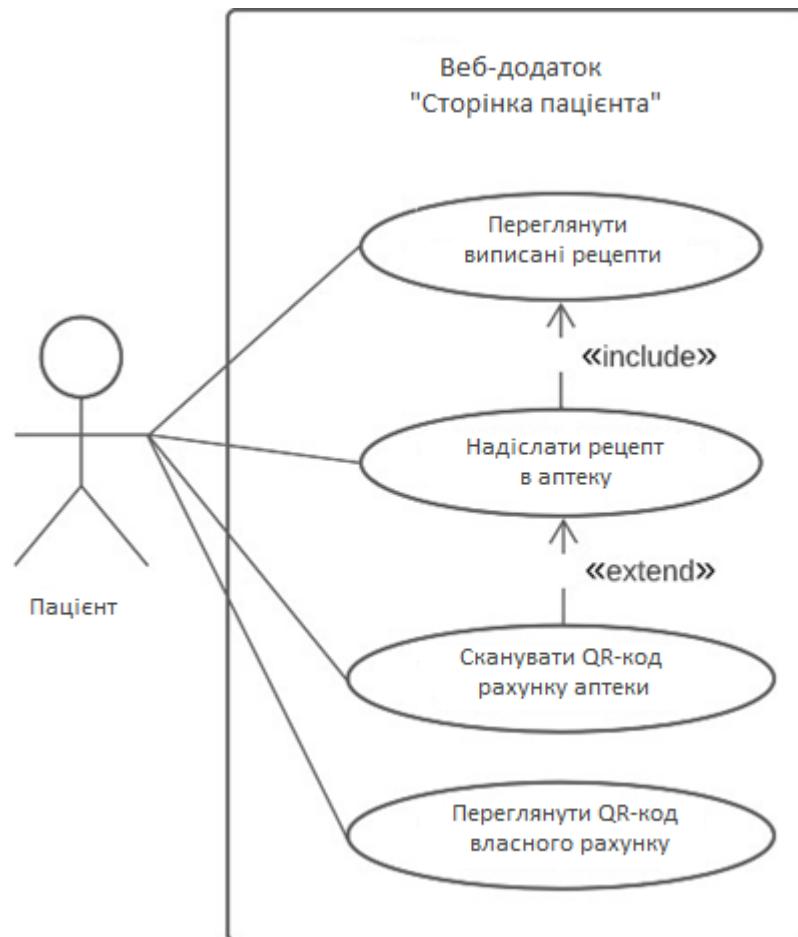 Веб-додаток
"Сторінка пацієнта"
Переглянути
виписані рецепти
«include»
Надіслати рецепт
в аптеку
«extend»
Пацієнт
Сканувати QR-код
рахунку аптеки
Переглянути QR-код
власного рахунку